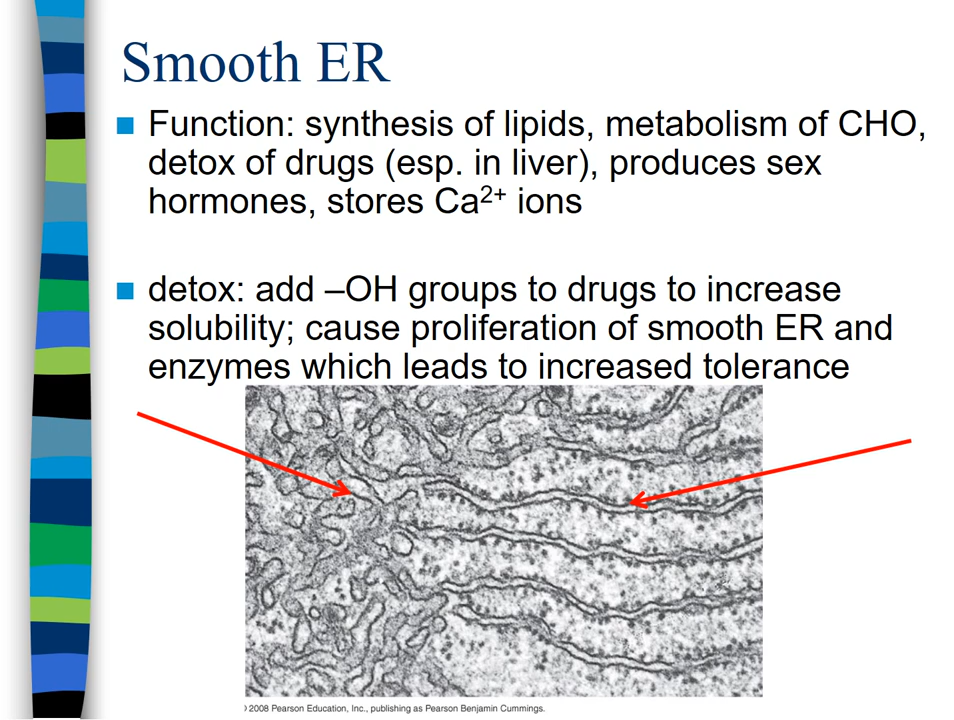 Smooth ER
Function: synthesis of lipids, metabolism of CHO,
detox of drugs (esp. in liver), produces sex
hormones, stores Ca2+ ions
detox: add –OH groups to drugs to increase
solubility; cause proliferation of smooth ER and
enzymes which leads to increased tolerance
2008 Pearson Education, Inc., publishing as Pearson Benjamin Cummings.